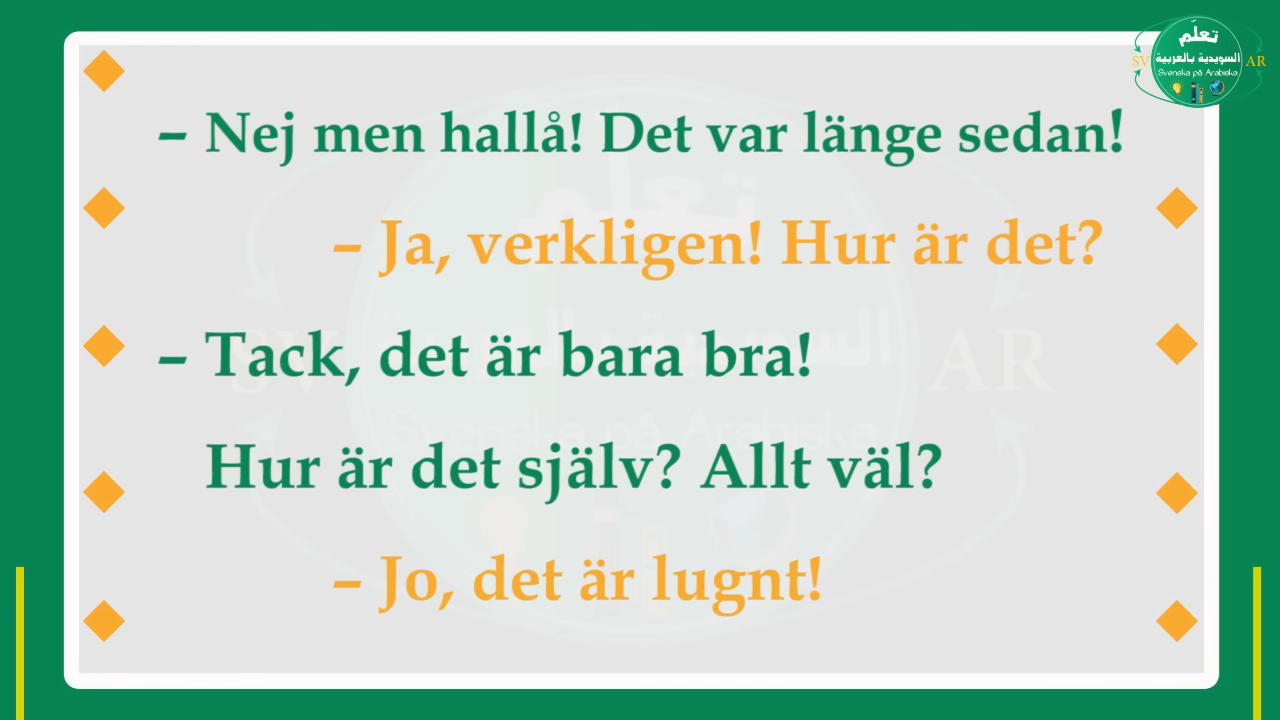 تعلّم
السويدية بالعربية
SV AR
Svenska på Arabiska
– Nej men hallå! Det var länge sedan!
– Ja, verkligen! Hur är det?
– Tack, det är bara bra!
Hur är det själv? Allt väl?
– Jo, det är lugnt!